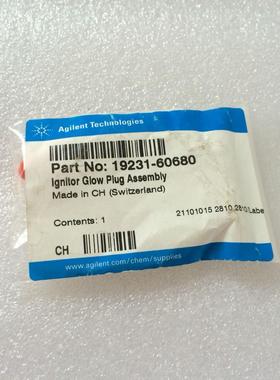 Agilent Technologies
Part No: 19231-60680
Ignitor Glow Plug Assembly
Made in CH (Switzerland)
Contents: 1
21101015 2810, 2810 Label
CH
www.agilent.com/chem/supplies